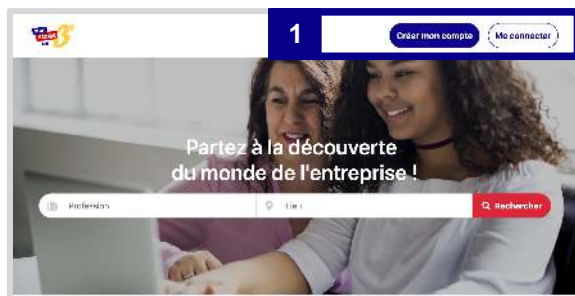 1
Créer mon compte
Me connecter
Partez à la découverte
du monde de l'entreprise !
Profession
Lieu
Rechercher